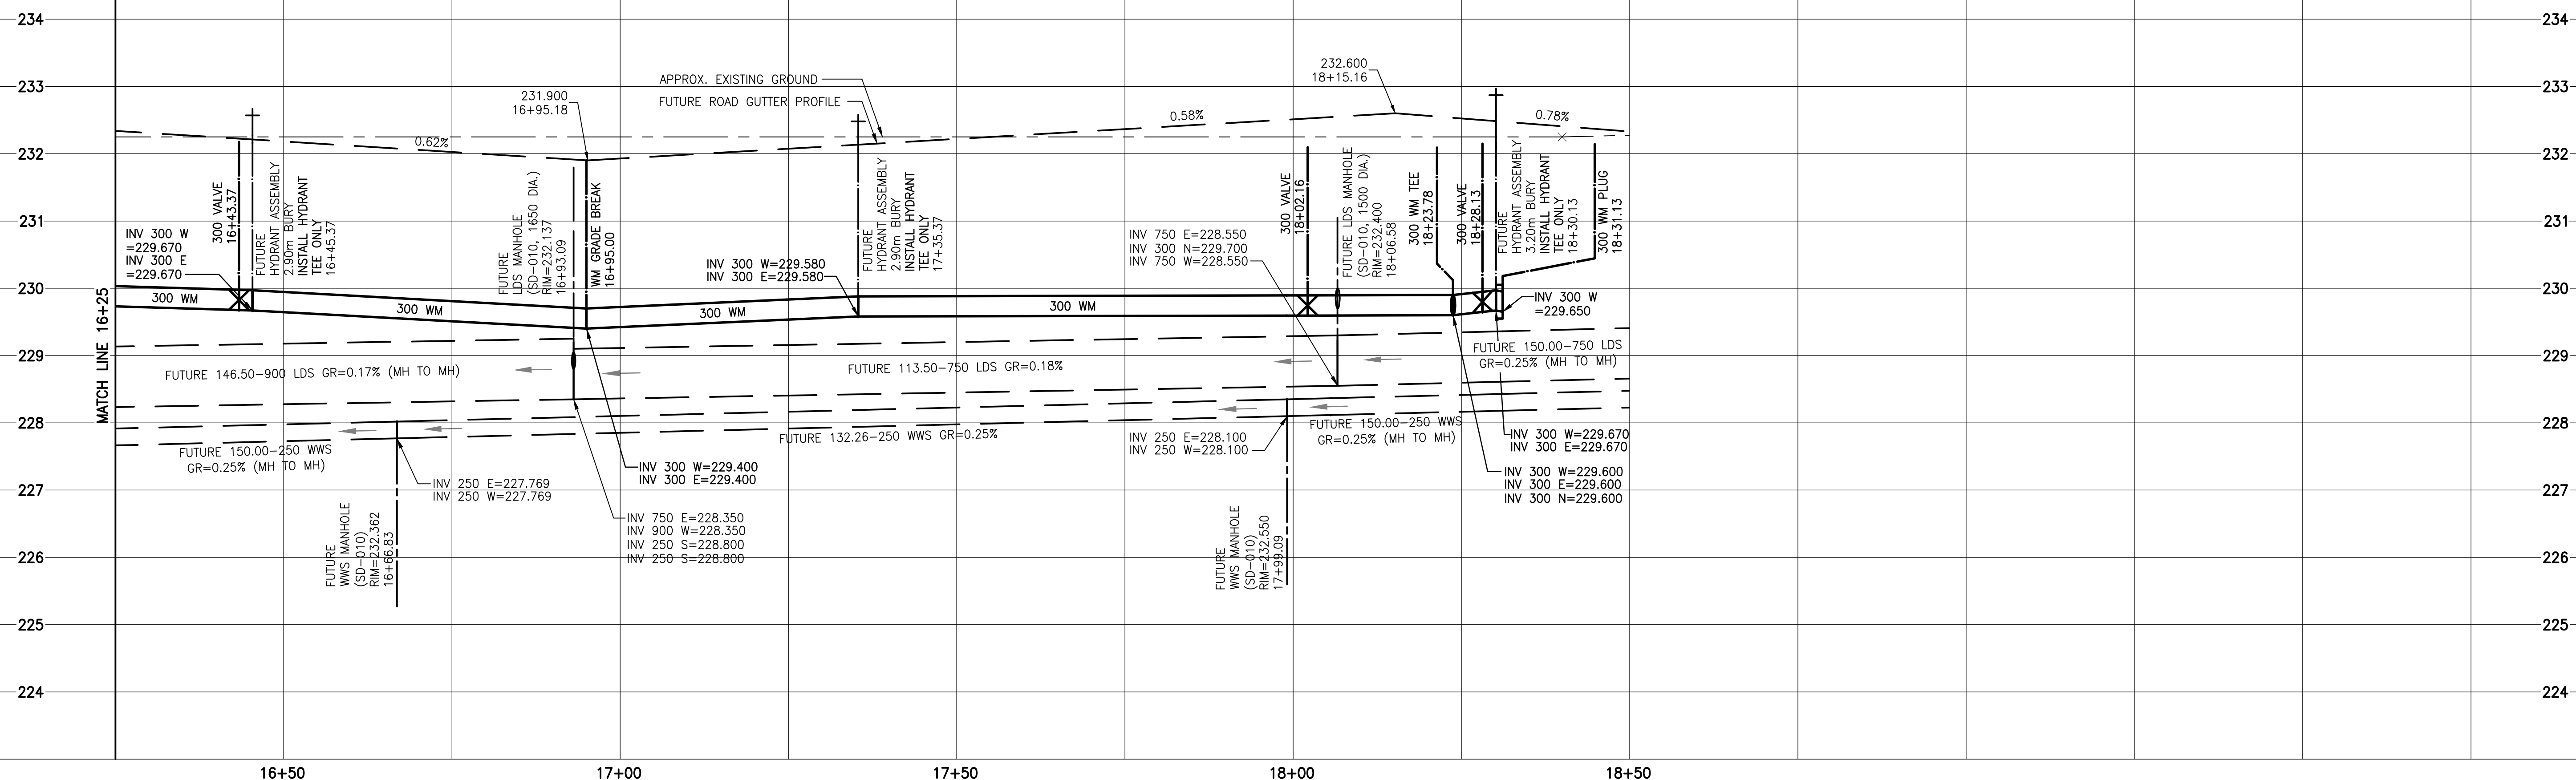 234
234
233
233
232
232
231
231
230
230
229
229
228
228
227
227
226
226
225
225
224
224
MATCH LINE 16+25
INV 300 W
=229.670
INV 300 E
=229.670
300 VALVE
16+43.37
FUTURE
HYDRANT ASSEMBLY
2.90m BURY
INSTALL HYDRANT
TEE ONLY
16+45.37
0.62%
231.900
16+95.18
FUTURE
LDS MANHOLE
(SD-010, 1650 DIA.)
RIM=232.137
16+93.09
WM GRADE BREAK
16+95.00
APPROX. EXISTING GROUND
FUTURE ROAD GUTTER PROFILE
INV 300 W=229.580
INV 300 E=229.580
FUTURE
HYDRANT ASSEMBLY
2.90m BURY
INSTALL HYDRANT
TEE ONLY
17+35.37
0.58%
232.600
18+15.16
0.78%
INV 750 E=228.550
INV 300 N=229.700
INV 750 W=228.550
300 VALVE
18+02.16
FUTURE LDS MANHOLE
(SD-010, 1500 DIA.)
RIM=232.400
18+06.58
300 WM TEE
18+23.78
300 VALVE
18+28.13
FUTURE
HYDRANT ASSEMBLY
3.20m BURY
INSTALL HYDRANT
TEE ONLY
18+30.13
300 WM PLUG
18+31.13
300 WM
300 WM
300 WM
300 WM
INV 300 W
=229.650
FUTURE 146.50-900 LDS GR=0.17% (MH TO MH)
FUTURE 113.50-750 LDS GR=0.18%
FUTURE 150.00-750 LDS
GR=0.25% (MH TO MH)
FUTURE 150.00-250 WWS
GR=0.25% (MH TO MH)
FUTURE 132.26-250 WWS GR=0.25%
INV 250 E=228.100
INV 250 W=228.100
FUTURE 150.00-250 WWS
GR=0.25% (MH TO MH)
INV 300 W=229.670
INV 300 E=229.670
INV 300 W=229.600
INV 300 E=229.600
INV 300 N=229.600
INV 250 E=227.769
INV 250 W=227.769
INV 300 W=229.400
INV 300 E=229.400
INV 750 E=228.350
INV 900 W=228.350
INV 250 S=228.800
INV 250 S=228.800
FUTURE
WWS MANHOLE
(SD-010)
RIM=232.362
16+66.83
FUTURE
WWS MANHOLE
(SD-010)
RIM=232.550
17+99.09
16+50
17+00
17+50
18+00
18+50